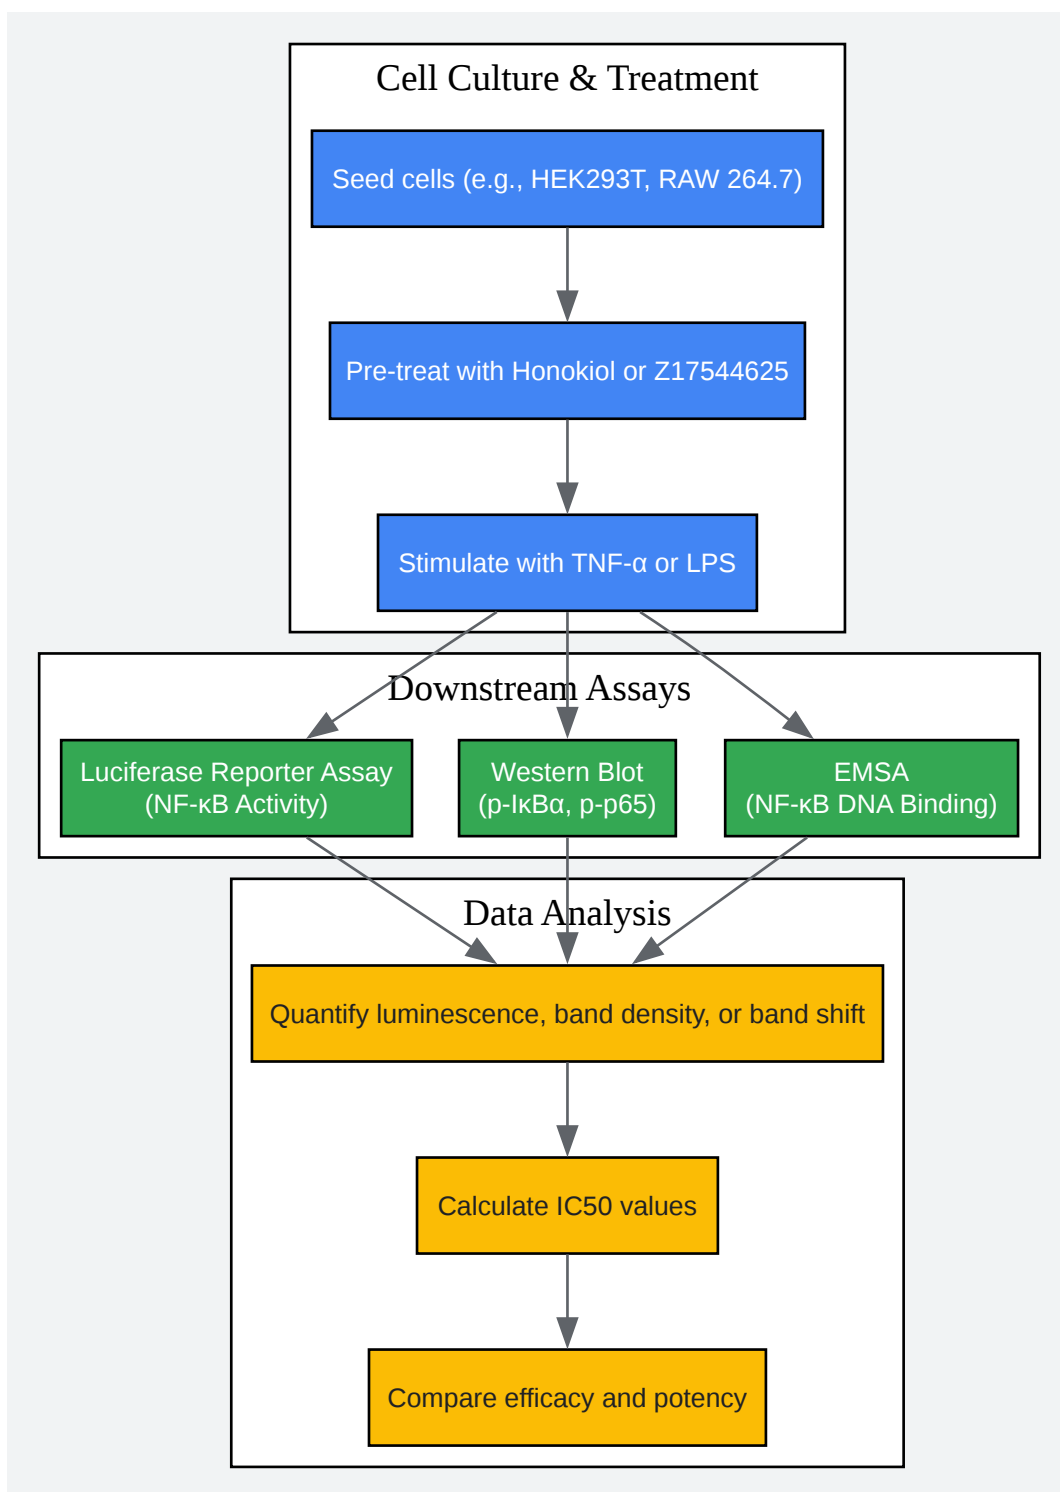 Cell Culture & Treatment
Seed cells (e.g., HEK293T, RAW 264.7)
Pre-treat with Honokiol or Z17544625
Stimulate with TNF-α or LPS
Downstream Assays
Luciferase Reporter Assay
(NF-κB Activity)
Western Blot
(p-IκBα, p-p65)
EMSA
(NF-κB DNA Binding)
Data Analysis
Quantify luminescence, band density, or band shift
Calculate IC50 values
Compare efficacy and potency